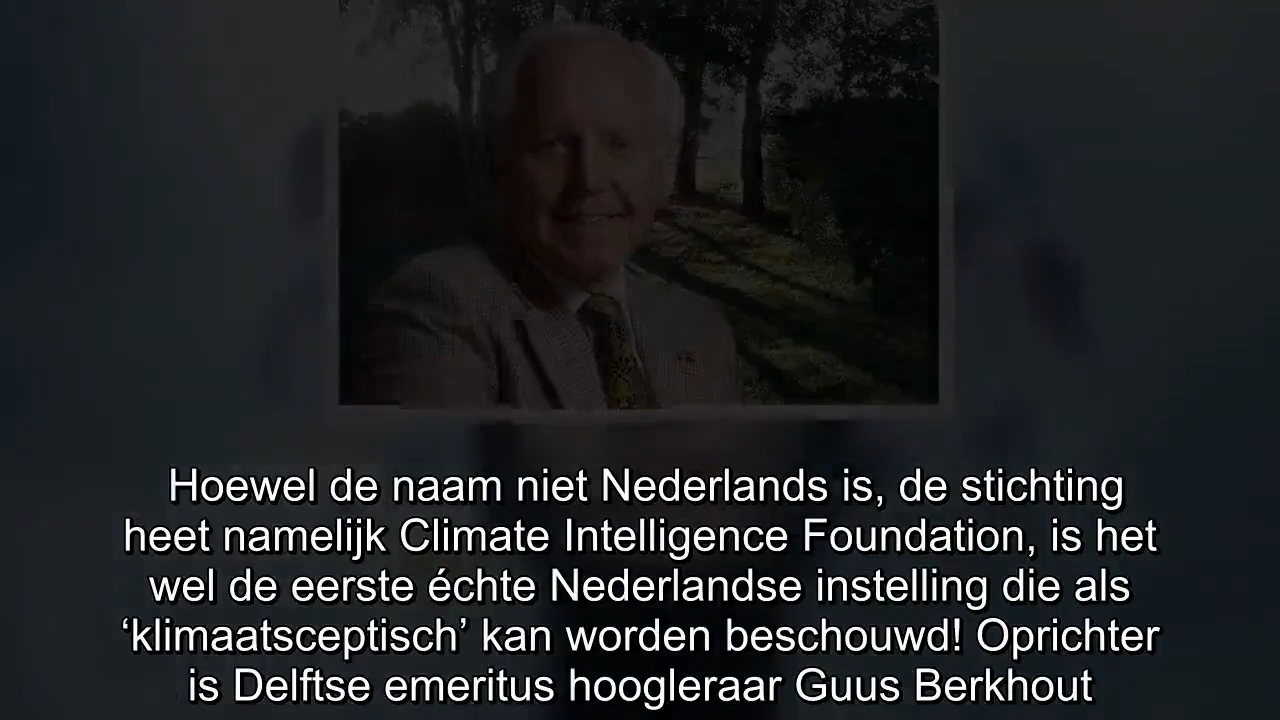 Hoewel de naam niet Nederlands is, de stichting
heet namelijk Climate Intelligence Foundation, is het
wel de eerste échte Nederlandse instelling die als
‘klimaatsceptisch’ kan worden beschouwd! Oprichter
is Delftse emeritus hoogleraar Guus Berkhout